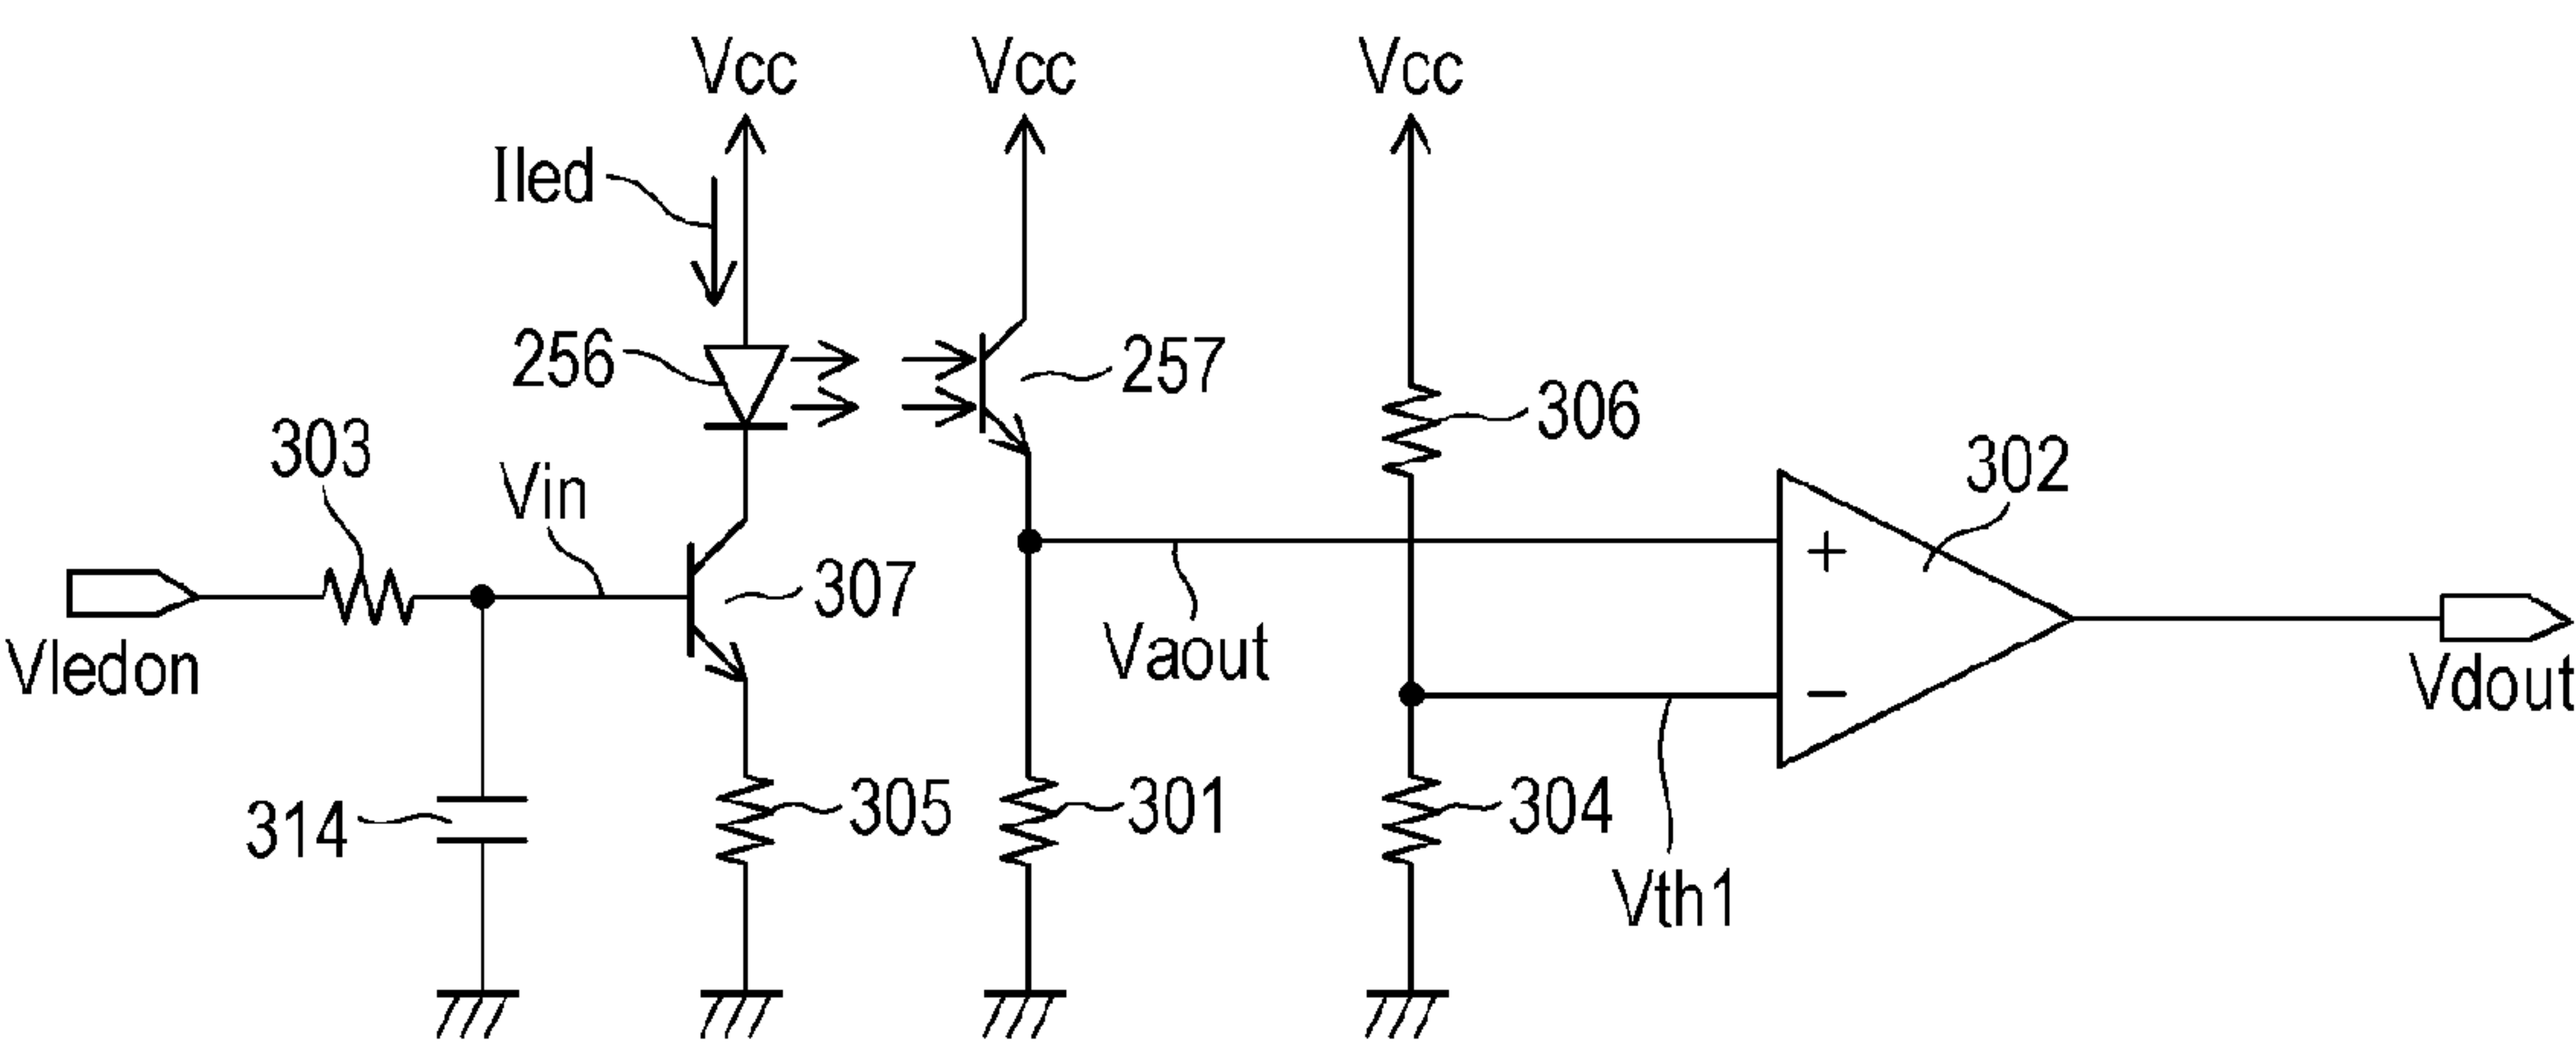 Vcc Vcc Vcc
Iled
256 257
306
303 302
Vin
307
+
Vledon Vaout Vdout
−
314 305 301 304
Vth1